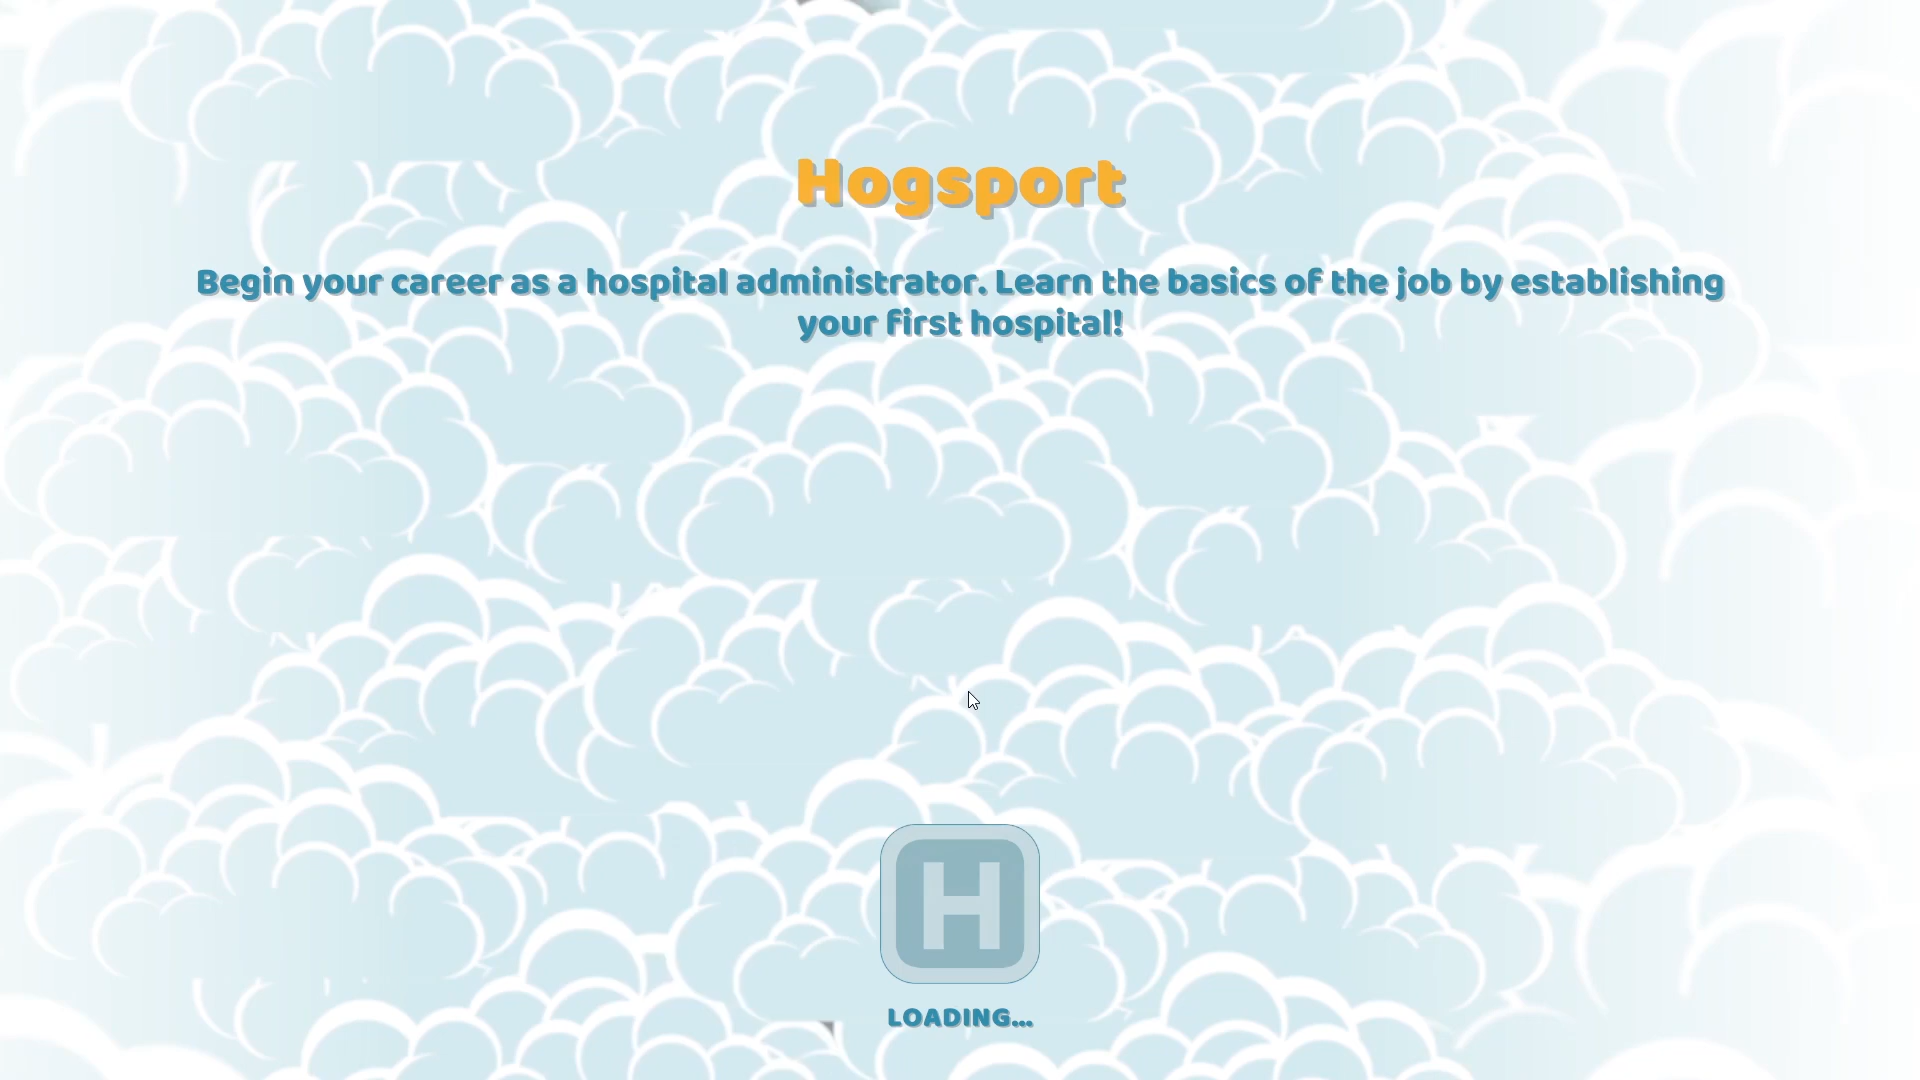 Hogsport
Begin your career as a hospital administrator. Learn the basics of the job by establishing
your first hospital!
H
LOADING...